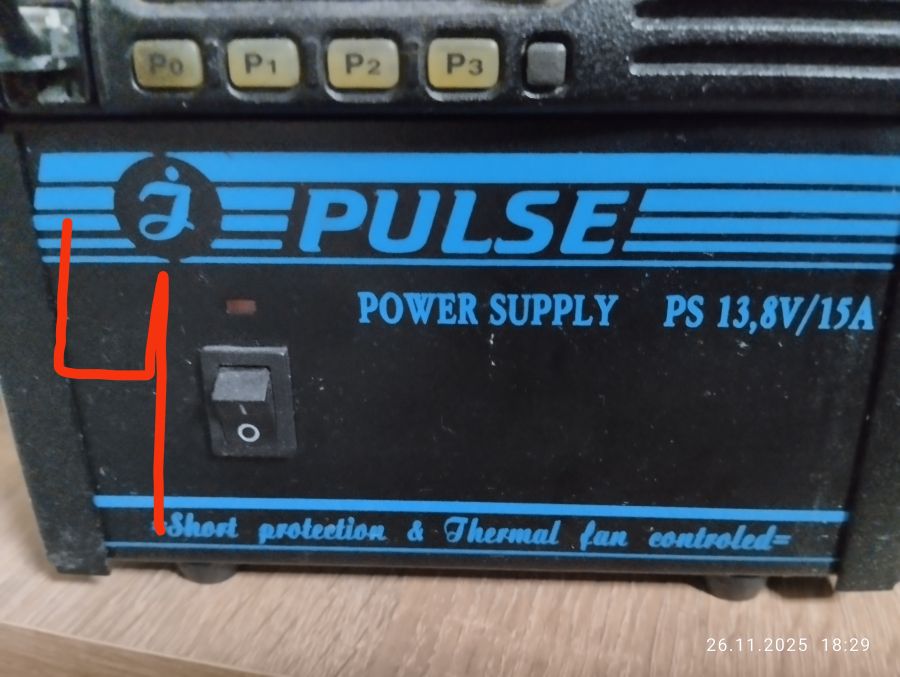 P0 P1 P2 P3
J PULSE
POWER SUPPLY PS 13,8V/15A
4
I
O
=Short protection & Thermal fan controled=
26.11.2025 18:29